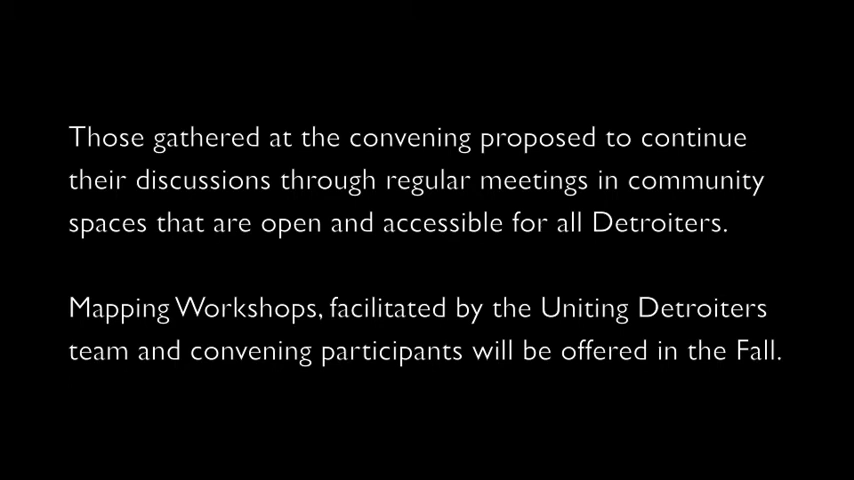 Those gathered at the convening proposed to continue
their discussions through regular meetings in community
spaces that are open and accessible for all Detroiters.
Mapping Workshops, facilitated by the Uniting Detroiters
team and convening participants will be offered in the Fall.